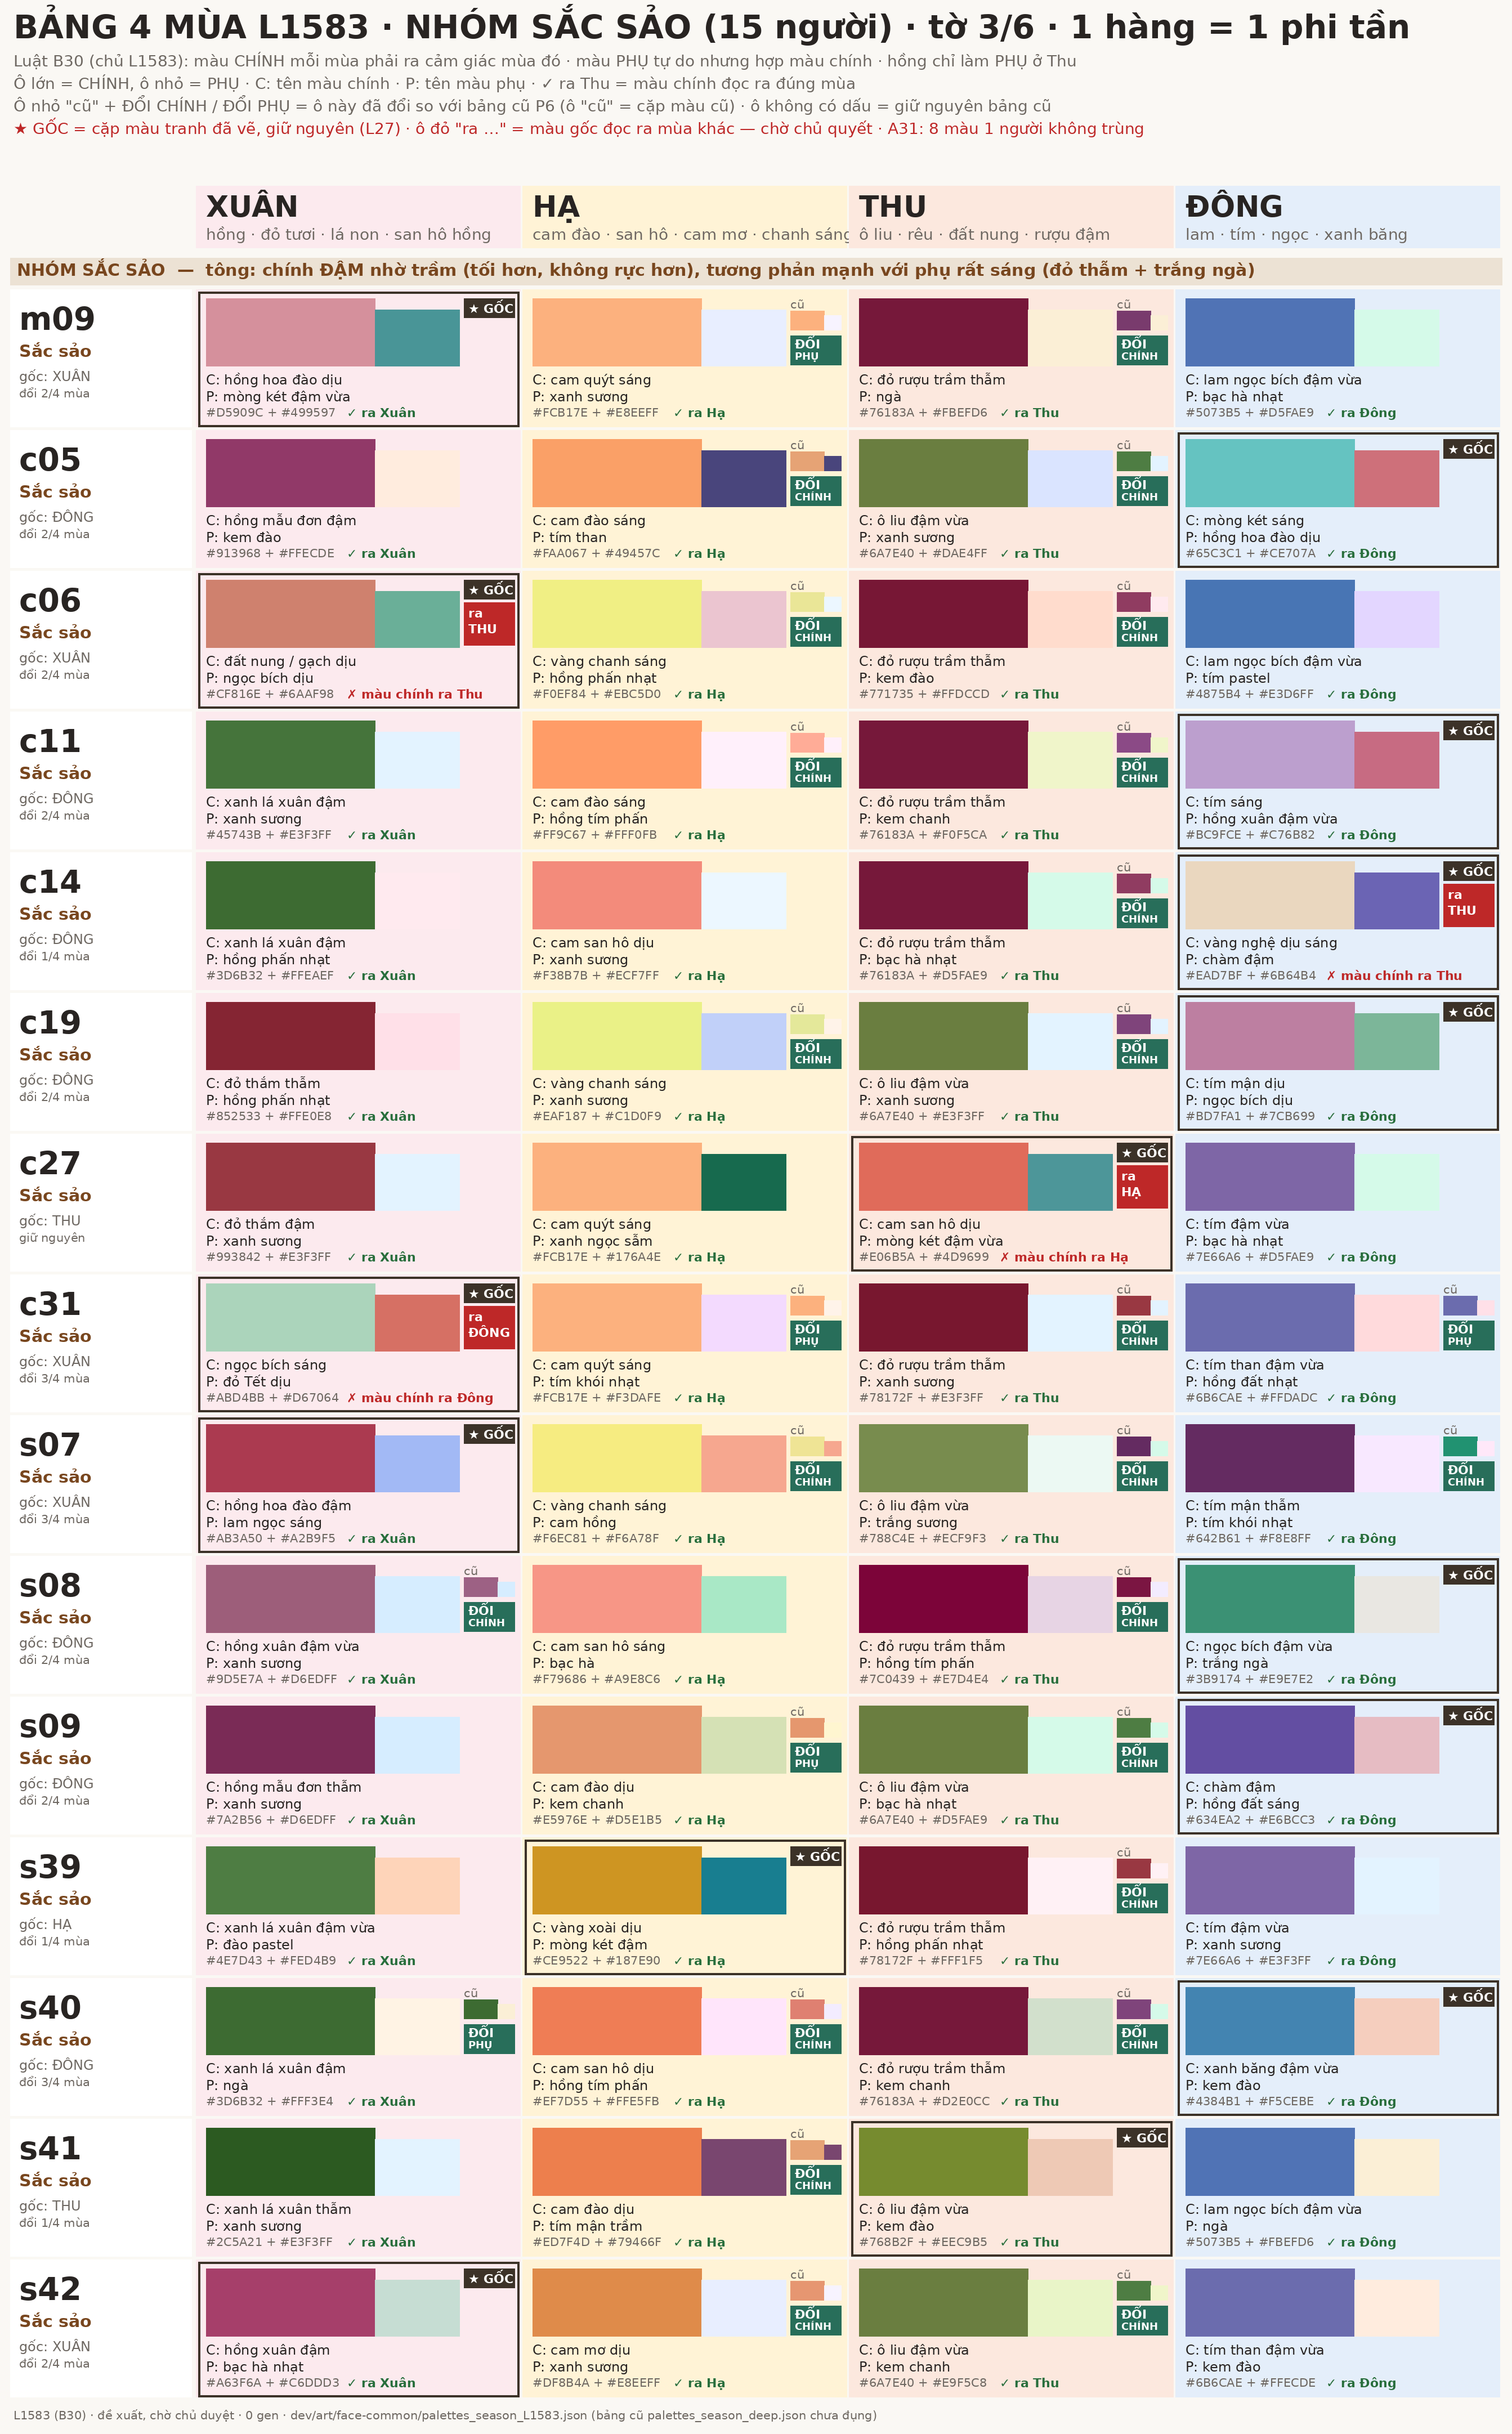 BẢNG 4 MÙA L1583 · NHÓM SẮC SẢO (15 người) · tờ 3/6 · 1 hàng = 1 phi tần
Luật B30 (chủ L1583): màu CHÍNH mỗi mùa phải ra cảm giác mùa đó · màu PHỤ tự do nhưng hợp màu chính · hồng chỉ làm PHỤ ở Thu
Ô lớn = CHÍNH, ô nhỏ = PHỤ · C: tên màu chính · P: tên màu phụ · ✓ ra Thu = màu chính đọc ra đúng mùa
Ô nhỏ "cũ" + ĐỔI CHÍNH / ĐỔI PHỤ = ô này đã đổi so với bảng cũ P6 (ô "cũ" = cặp màu cũ) · ô không có dấu = giữ nguyên bảng cũ
★ GỐC = cặp màu tranh đã vẽ, giữ nguyên (L27) · ô đỏ "ra ..." = màu gốc đọc ra mùa khác — chờ chủ quyết · A31: 8 màu 1 người không trùng
XUÂN
hồng · đỏ tươi · lá non · san hô hồng
HẠ
cam đào · san hô · cam mơ · chanh sáng
THU
ô liu · rêu · đất nung · rượu đậm
ĐÔNG
lam · tím · ngọc · xanh băng
NHÓM SẮC SẢO — tông: chính ĐẬM nhờ trầm (tối hơn, không rực hơn), tương phản mạnh với phụ rất sáng (đỏ thẫm + trắng ngà)
m09
Sắc sảo
gốc: XUÂN
đổi 2/4 mùa
★ GỐC
C: hồng hoa đào dịu
P: mòng két đậm vừa
#D5909C + #499597 ✓ ra Xuân
cũ
ĐỔI
PHỤ
C: cam quýt sáng
P: xanh sương
#FCB17E + #E8EEFF ✓ ra Hạ
cũ
ĐỔI
CHÍNH
C: đỏ rượu trầm thẫm
P: ngà
#76183A + #FBEFD6 ✓ ra Thu
C: lam ngọc bích đậm vừa
P: bạc hà nhạt
#5073B5 + #D5FAE9 ✓ ra Đông
c05
Sắc sảo
gốc: ĐÔNG
đổi 2/4 mùa
C: hồng mẫu đơn đậm
P: kem đào
#913968 + #FFECDE ✓ ra Xuân
cũ
ĐỔI
CHÍNH
C: cam đào sáng
P: tím than
#FAA067 + #49457C ✓ ra Hạ
cũ
ĐỔI
CHÍNH
C: ô liu đậm vừa
P: xanh sương
#6A7E40 + #DAE4FF ✓ ra Thu
★ GỐC
C: mòng két sáng
P: hồng hoa đào dịu
#65C3C1 + #CE707A ✓ ra Đông
c06
Sắc sảo
gốc: XUÂN
đổi 2/4 mùa
★ GỐC
ra
THU
C: đất nung / gạch dịu
P: ngọc bích dịu
#CF816E + #6AAF98 ✗ màu chính ra Thu
cũ
ĐỔI
CHÍNH
C: vàng chanh sáng
P: hồng phấn nhạt
#F0EF84 + #EBC5D0 ✓ ra Hạ
cũ
ĐỔI
CHÍNH
C: đỏ rượu trầm thẫm
P: kem đào
#771735 + #FFDCCD ✓ ra Thu
C: lam ngọc bích đậm vừa
P: tím pastel
#4875B4 + #E3D6FF ✓ ra Đông
c11
Sắc sảo
gốc: ĐÔNG
đổi 2/4 mùa
C: xanh lá xuân đậm
P: xanh sương
#45743B + #E3F3FF ✓ ra Xuân
cũ
ĐỔI
CHÍNH
C: cam đào sáng
P: hồng tím phấn
#FF9C67 + #FFF0FB ✓ ra Hạ
cũ
ĐỔI
CHÍNH
C: đỏ rượu trầm thẫm
P: kem chanh
#76183A + #F0F5CA ✓ ra Thu
★ GỐC
C: tím sáng
P: hồng xuân đậm vừa
#BC9FCE + #C76B82 ✓ ra Đông
c14
Sắc sảo
gốc: ĐÔNG
đổi 1/4 mùa
C: xanh lá xuân đậm
P: hồng phấn nhạt
#3D6B32 + #FFEAEF ✓ ra Xuân
C: cam san hô dịu
P: xanh sương
#F38B7B + #ECF7FF ✓ ra Hạ
cũ
ĐỔI
CHÍNH
C: đỏ rượu trầm thẫm
P: bạc hà nhạt
#76183A + #D5FAE9 ✓ ra Thu
★ GỐC
ra
THU
C: vàng nghệ dịu sáng
P: chàm đậm
#EAD7BF + #6B64B4 ✗ màu chính ra Thu
c19
Sắc sảo
gốc: ĐÔNG
đổi 2/4 mùa
C: đỏ thắm thẫm
P: hồng phấn nhạt
#852533 + #FFE0E8 ✓ ra Xuân
cũ
ĐỔI
CHÍNH
C: vàng chanh sáng
P: xanh sương
#EAF187 + #C1D0F9 ✓ ra Hạ
cũ
ĐỔI
CHÍNH
C: ô liu đậm vừa
P: xanh sương
#6A7E40 + #E3F3FF ✓ ra Thu
★ GỐC
C: tím mận dịu
P: ngọc bích dịu
#BD7FA1 + #7CB699 ✓ ra Đông
c27
Sắc sảo
gốc: THU
giữ nguyên
C: đỏ thắm đậm
P: xanh sương
#993842 + #E3F3FF ✓ ra Xuân
C: cam quýt sáng
P: xanh ngọc sẫm
#FCB17E + #176A4E ✓ ra Hạ
★ GỐC
ra
HẠ
C: cam san hô dịu
P: mòng két đậm vừa
#E06B5A + #4D9699 ✗ màu chính ra Hạ
C: tím đậm vừa
P: bạc hà nhạt
#7E66A6 + #D5FAE9 ✓ ra Đông
c31
Sắc sảo
gốc: XUÂN
đổi 3/4 mùa
★ GỐC
ra
ĐÔNG
C: ngọc bích sáng
P: đỏ Tết dịu
#ABD4BB + #D67064 ✗ màu chính ra Đông
cũ
ĐỔI
PHỤ
C: cam quýt sáng
P: tím khói nhạt
#FCB17E + #F3DAFE ✓ ra Hạ
cũ
ĐỔI
CHÍNH
C: đỏ rượu trầm thẫm
P: xanh sương
#78172F + #E3F3FF ✓ ra Thu
cũ
ĐỔI
PHỤ
C: tím than đậm vừa
P: hồng đất nhạt
#6B6CAE + #FFDADC ✓ ra Đông
s07
Sắc sảo
gốc: XUÂN
đổi 3/4 mùa
★ GỐC
C: hồng hoa đào đậm
P: lam ngọc sáng
#AB3A50 + #A2B9F5 ✓ ra Xuân
cũ
ĐỔI
CHÍNH
C: vàng chanh sáng
P: cam hồng
#F6EC81 + #F6A78F ✓ ra Hạ
cũ
ĐỔI
CHÍNH
C: ô liu đậm vừa
P: trắng sương
#788C4E + #ECF9F3 ✓ ra Thu
cũ
ĐỔI
CHÍNH
C: tím mận thẫm
P: tím khói nhạt
#642B61 + #F8E8FF ✓ ra Đông
s08
Sắc sảo
gốc: ĐÔNG
đổi 2/4 mùa
cũ
ĐỔI
CHÍNH
C: hồng xuân đậm vừa
P: xanh sương
#9D5E7A + #D6EDFF ✓ ra Xuân
C: cam san hô sáng
P: bạc hà
#F79686 + #A9E8C6 ✓ ra Hạ
cũ
ĐỔI
CHÍNH
C: đỏ rượu trầm thẫm
P: hồng tím phấn
#7C0439 + #E7D4E4 ✓ ra Thu
★ GỐC
C: ngọc bích đậm vừa
P: trắng ngà
#3B9174 + #E9E7E2 ✓ ra Đông
s09
Sắc sảo
gốc: ĐÔNG
đổi 2/4 mùa
C: hồng mẫu đơn thẫm
P: xanh sương
#7A2B56 + #D6EDFF ✓ ra Xuân
cũ
ĐỔI
PHỤ
C: cam đào dịu
P: kem chanh
#E5976E + #D5E1B5 ✓ ra Hạ
cũ
ĐỔI
CHÍNH
C: ô liu đậm vừa
P: bạc hà nhạt
#6A7E40 + #D5FAE9 ✓ ra Thu
★ GỐC
C: chàm đậm
P: hồng đất sáng
#634EA2 + #E6BCC3 ✓ ra Đông
s39
Sắc sảo
gốc: HẠ
đổi 1/4 mùa
C: xanh lá xuân đậm vừa
P: đào pastel
#4E7D43 + #FED4B9 ✓ ra Xuân
★ GỐC
C: vàng xoài dịu
P: mòng két đậm
#CE9522 + #187E90 ✓ ra Hạ
cũ
ĐỔI
CHÍNH
C: đỏ rượu trầm thẫm
P: hồng phấn nhạt
#78172F + #FFF1F5 ✓ ra Thu
C: tím đậm vừa
P: xanh sương
#7E66A6 + #E3F3FF ✓ ra Đông
s40
Sắc sảo
gốc: ĐÔNG
đổi 3/4 mùa
cũ
ĐỔI
PHỤ
C: xanh lá xuân đậm
P: ngà
#3D6B32 + #FFF3E4 ✓ ra Xuân
cũ
ĐỔI
CHÍNH
C: cam san hô dịu
P: hồng tím phấn
#EF7D55 + #FFE5FB ✓ ra Hạ
cũ
ĐỔI
CHÍNH
C: đỏ rượu trầm thẫm
P: kem chanh
#76183A + #D2E0CC ✓ ra Thu
★ GỐC
C: xanh băng đậm vừa
P: kem đào
#4384B1 + #F5CEBE ✓ ra Đông
s41
Sắc sảo
gốc: THU
đổi 1/4 mùa
C: xanh lá xuân thẫm
P: xanh sương
#2C5A21 + #E3F3FF ✓ ra Xuân
cũ
ĐỔI
CHÍNH
C: cam đào dịu
P: tím mận trầm
#ED7F4D + #79466F ✓ ra Hạ
★ GỐC
C: ô liu đậm vừa
P: kem đào
#768B2F + #EEC9B5 ✓ ra Thu
C: lam ngọc bích đậm vừa
P: ngà
#5073B5 + #FBEFD6 ✓ ra Đông
s42
Sắc sảo
gốc: XUÂN
đổi 2/4 mùa
★ GỐC
C: hồng xuân đậm
P: bạc hà nhạt
#A63F6A + #C6DDD3 ✓ ra Xuân
cũ
ĐỔI
CHÍNH
C: cam mơ dịu
P: xanh sương
#DF8B4A + #E8EEFF ✓ ra Hạ
cũ
ĐỔI
CHÍNH
C: ô liu đậm vừa
P: kem chanh
#6A7E40 + #E9F5C8 ✓ ra Thu
C: tím than đậm vừa
P: kem đào
#6B6CAE + #FFECDE ✓ ra Đông
L1583 (B30) · đề xuất, chờ chủ duyệt · 0 gen · dev/art/face-common/palettes_season_L1583.json (bảng cũ palettes_season_deep.json chưa đụng)